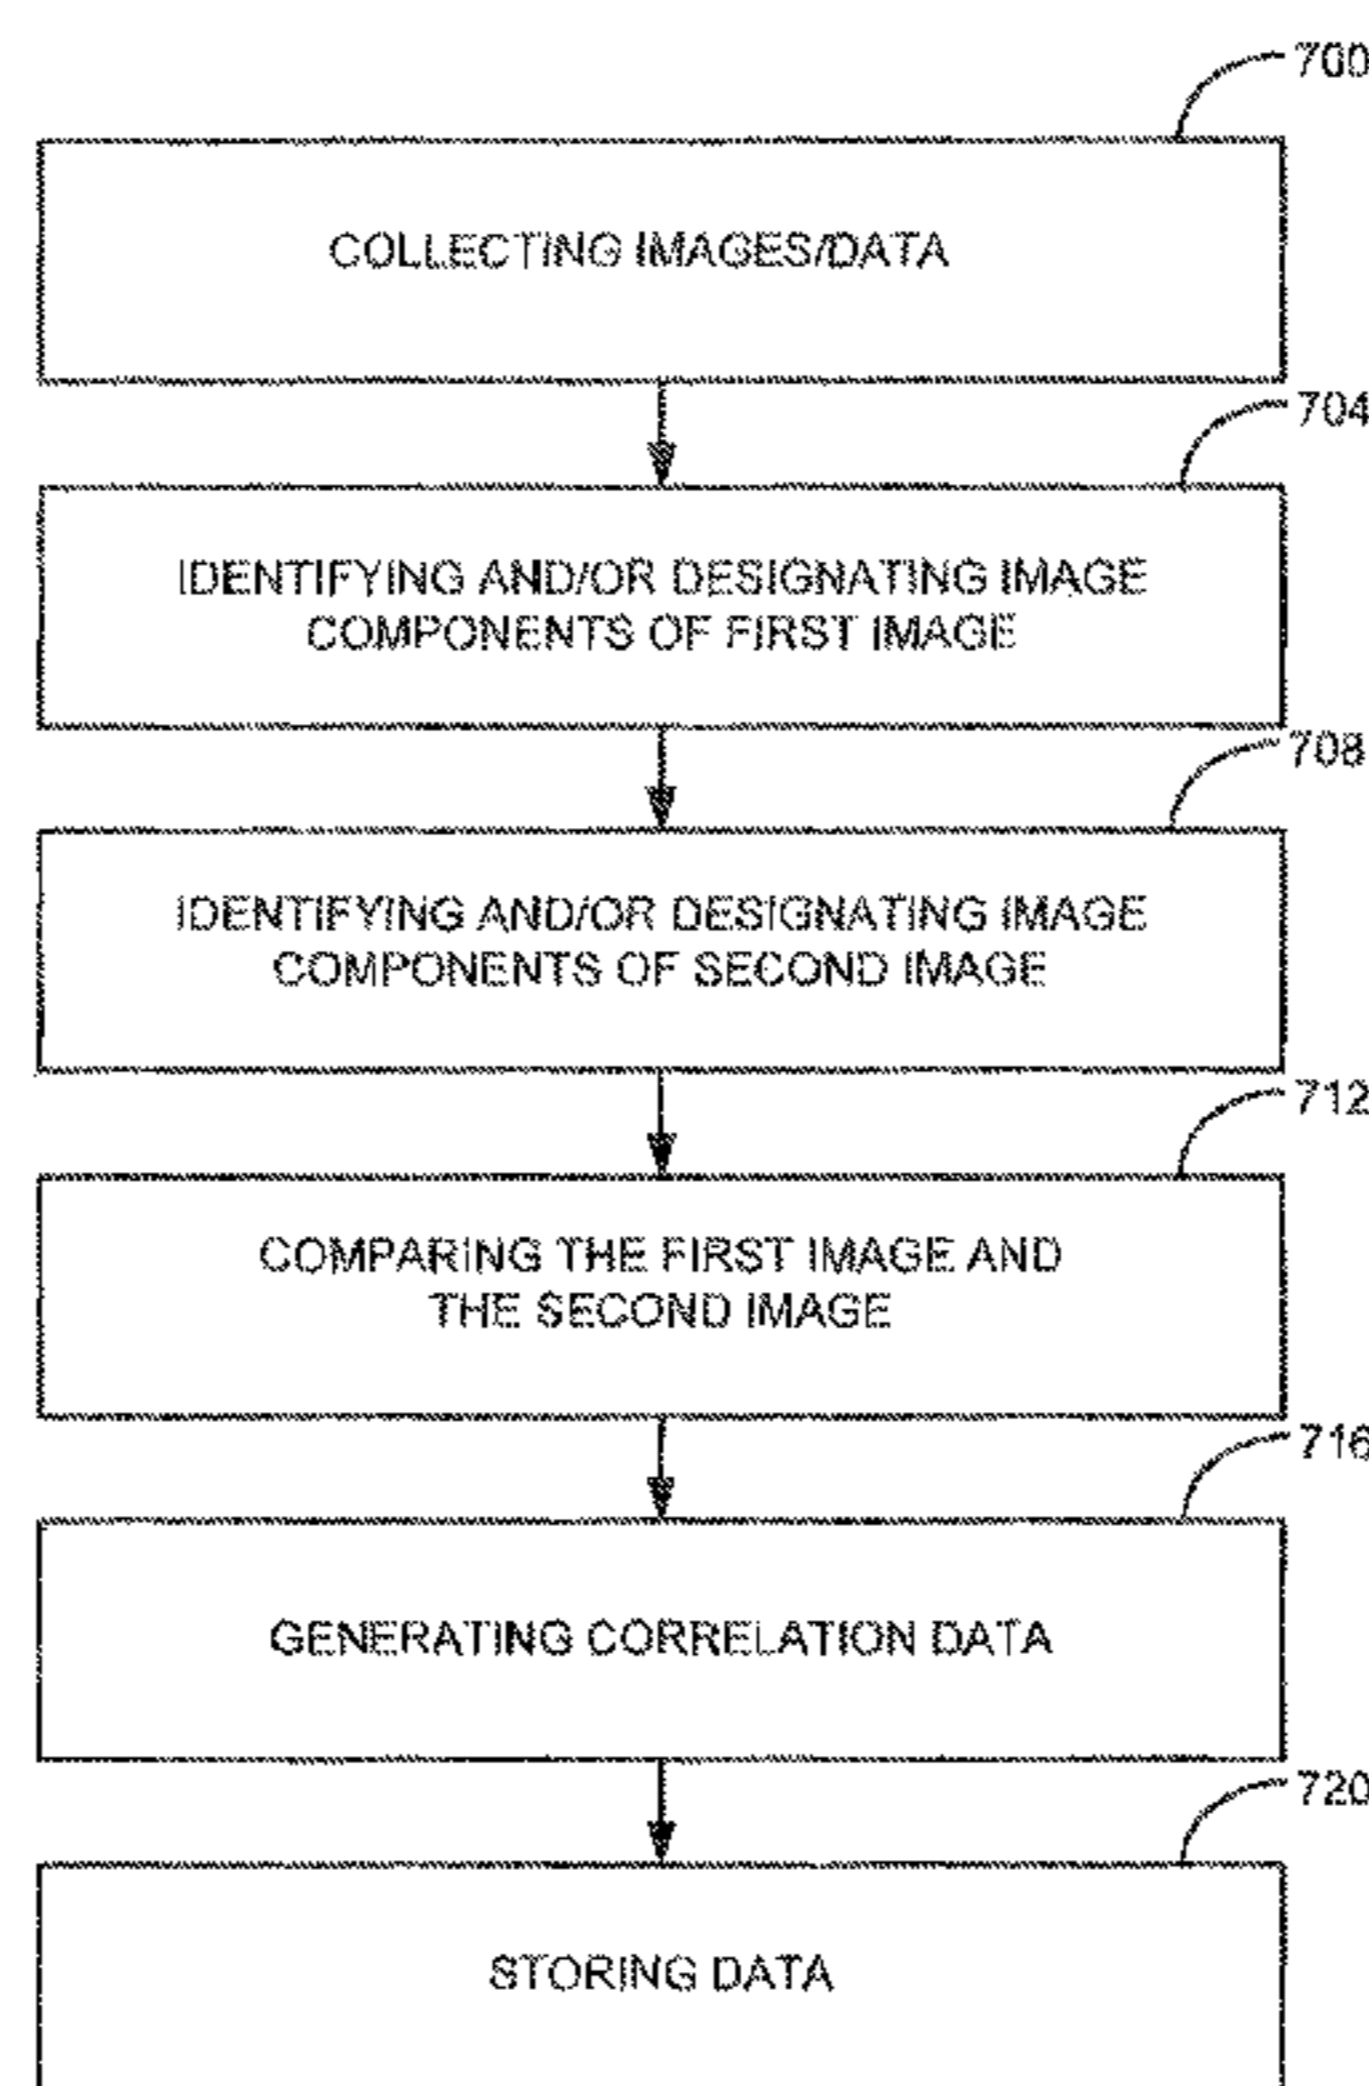 700
COLLECTING IMAGES/DATA
704
IDENTIFYING AND/OR DESIGNATING IMAGE
COMPONENTS OF FIRST IMAGE
708
IDENTIFYING AND/OR DESIGNATING IMAGE
COMPONENTS OF SECOND IMAGE
712
COMPARING THE FIRST IMAGE AND
THE SECOND IMAGE
716
GENERATING CORRELATION DATA
720
STORING DATA